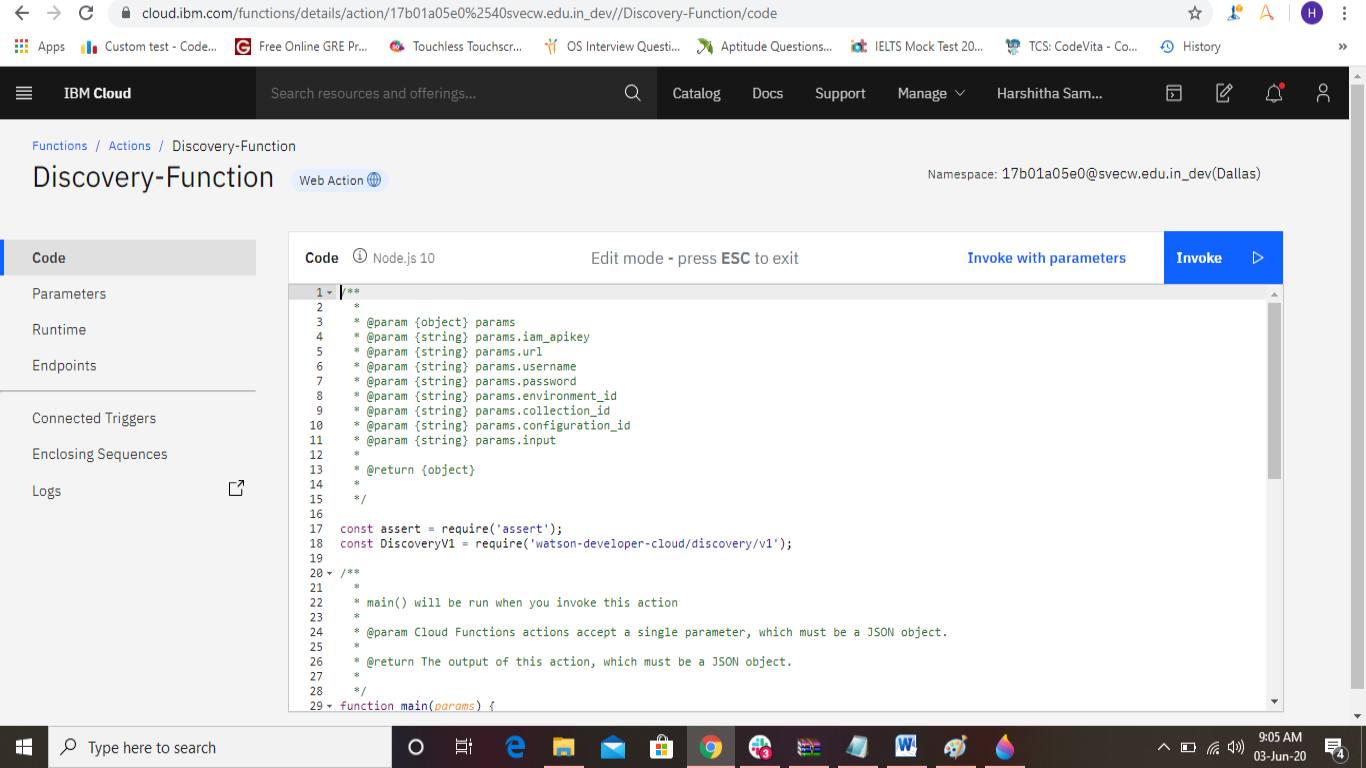 cloud.ibm.com/functions/details/action/17b01a05e0%2540svecw.edu.in_dev//Discovery-Function/code
H
Apps Custom test - Code... G Free Online GRE Pr... Touchless Touchscr... OS Interview Questi... Aptitude Questions... IELTS Mock Test 20... TCS: CodeVita - Co... History »
IBM Cloud Search resources and offerings... Catalog Docs Support Manage Harshitha Sam...
Functions / Actions / Discovery-Function
Discovery-Function Web Action
Namespace: 17b01a05e0@svecw.edu.in_dev(Dallas)
Code
Parameters
Runtime
Endpoints
Connected Triggers
Enclosing Sequences
Logs
Code Node.js 10 Edit mode - press ESC to exit Invoke with parameters Invoke
1 /**
2 *
3 * @param {object} params
4 * @param {string} params.iam_apikey
5 * @param {string} params.url
6 * @param {string} params.username
7 * @param {string} params.password
8 * @param {string} params.environment_id
9 * @param {string} params.collection_id
10 * @param {string} params.configuration_id
11 * @param {string} params.input
12 *
13 * @return {object}
14 *
15 */
16
17 const assert = require('assert');
18 const DiscoveryV1 = require('watson-developer-cloud/discovery/v1');
19
20 /**
21 *
22 * main() will be run when you invoke this action
23 *
24 * @param Cloud Functions actions accept a single parameter, which must be a JSON object.
25 *
26 * @return The output of this action, which must be a JSON object.
27 *
28 */
29 function main(params) {
Type here to search
3
W
9:05 AM
03-Jun-20
4